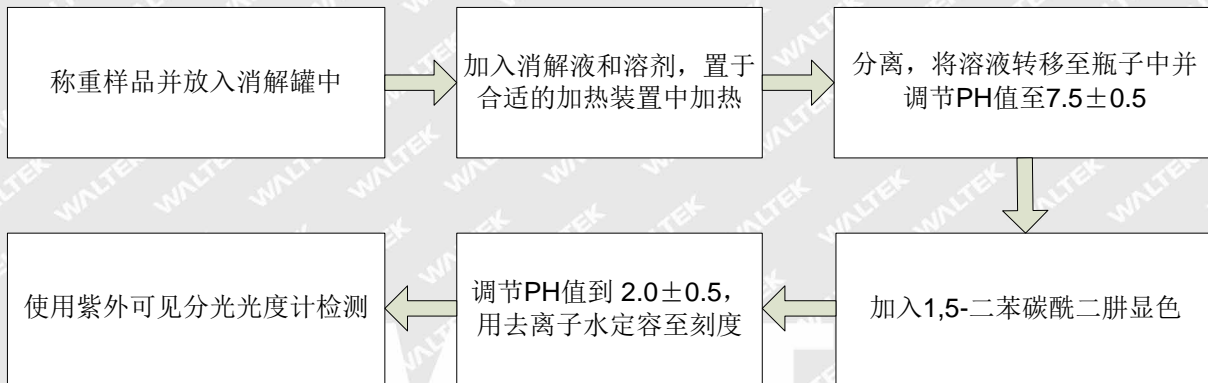 称重样品并放入消解罐中
加入消解液和溶剂，置于
合适的加热装置中加热
分离，将溶液转移至瓶子中并
调节PH值至7.5±0.5
加入1,5-二苯碳酰二肼显色
调节PH值到 2.0±0.5，
用去离子水定容至刻度
使用紫外可见分光光度计检测
WALTEK